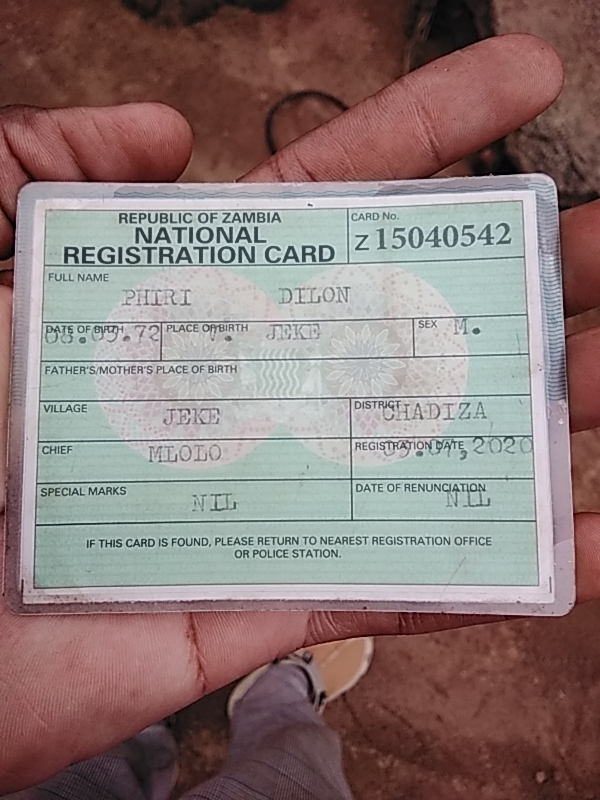 REPUBLIC OF ZAMBIA
NATIONAL
REGISTRATION CARD
CARD No.
Z 15040542
FULL NAME
PHIRI DILON
DATE OF BIRTH .72
PLACE OF BIRTH V. JEKE
SEX M.
FATHER'S/MOTHER'S PLACE OF BIRTH
VILLAGE JEKE
DISTRICT CHADIZA
CHIEF MLOLO
REGISTRATION DATE 2020
SPECIAL MARKS NIL
DATE OF RENUNCIATION NIL
IF THIS CARD IS FOUND, PLEASE RETURN TO NEAREST REGISTRATION OFFICE
OR POLICE STATION.